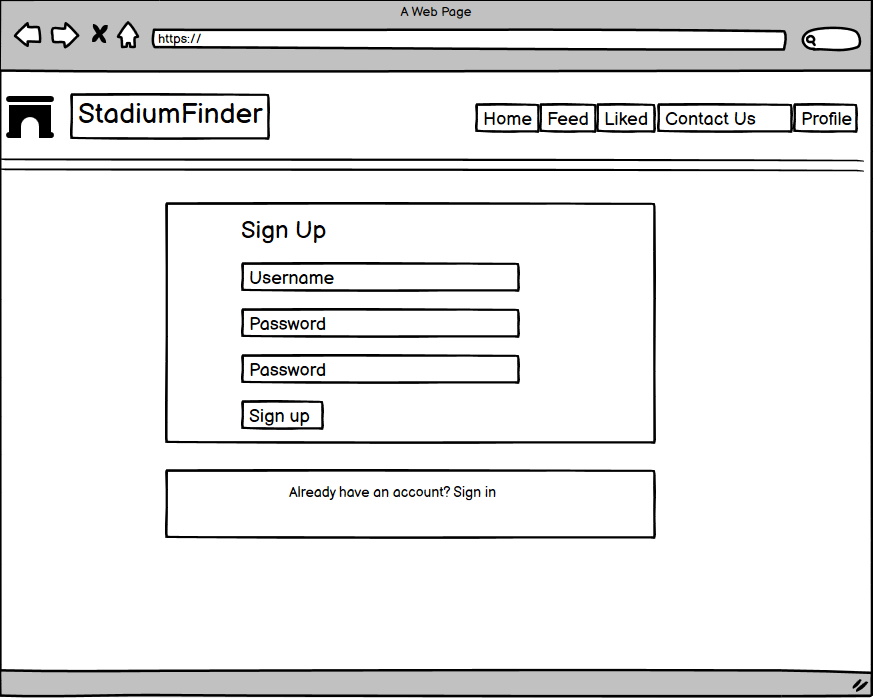 A Web Page
https://
StadiumFinder
Home Feed Liked Contact Us Profile
Sign Up
Username
Password
Password
Sign up
Already have an account? Sign in